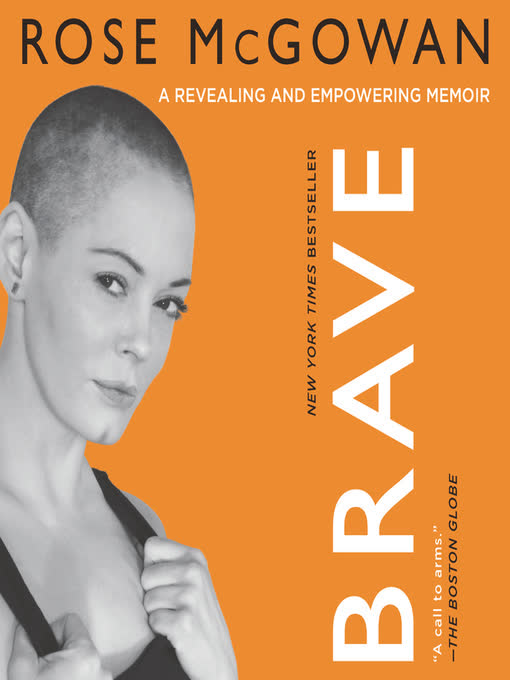 ROSE McGOWAN
A REVEALING AND EMPOWERING MEMOIR
NEW YORK TIMES BESTSELLER
BRAVE
“A call to arms.”
—THE BOSTON GLOBE